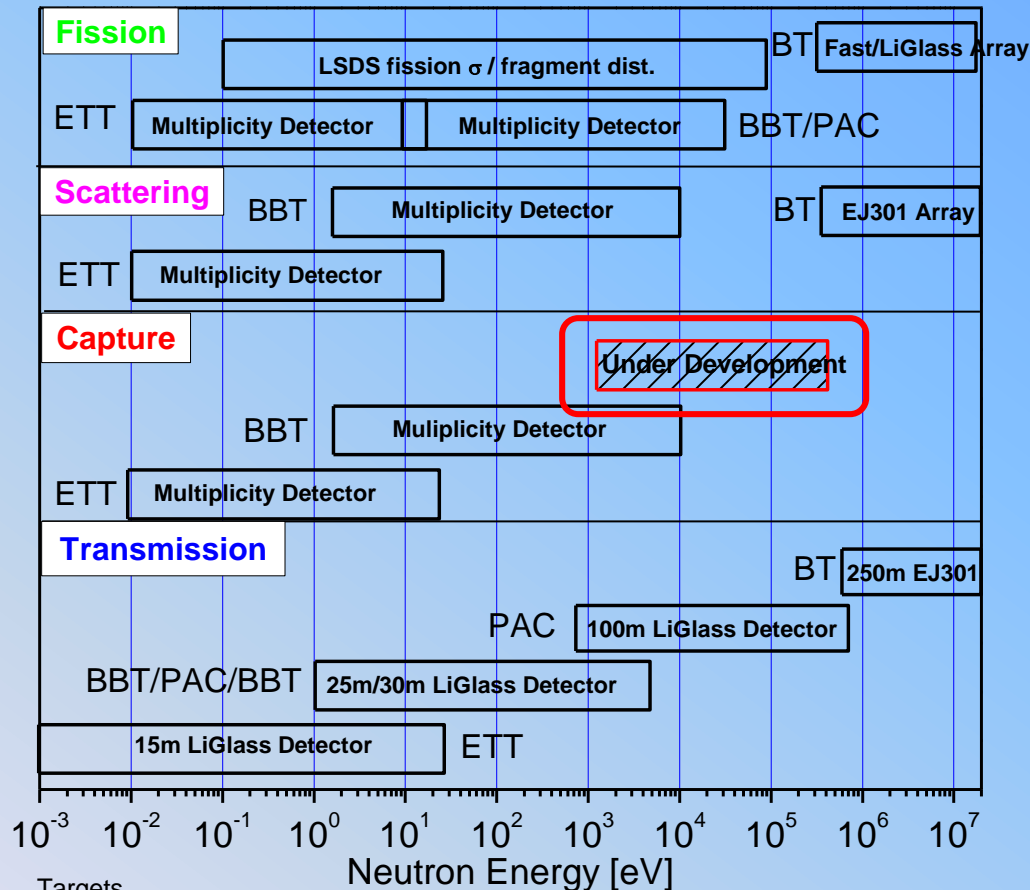 Fission
BT Fast/LiGlass Array
LSDS fission σ / fragment dist.
ETT Multiplicity Detector Multiplicity Detector BBT/PAC
Scattering
BBT Multiplicity Detector BT EJ301 Array
ETT Multiplicity Detector
Capture
Under Development
BBT Muliplicity Detector
ETT Multiplicity Detector
Transmission
BT 250m EJ301
PAC 100m LiGlass Detector
BBT/PAC/BBT 25m/30m LiGlass Detector
15m LiGlass Detector ETT
10⁻³ 10⁻² 10⁻¹ 10⁰ 10¹ 10² 10³ 10⁴ 10⁵ 10⁶ 10⁷
Neutron Energy [eV]
Targets